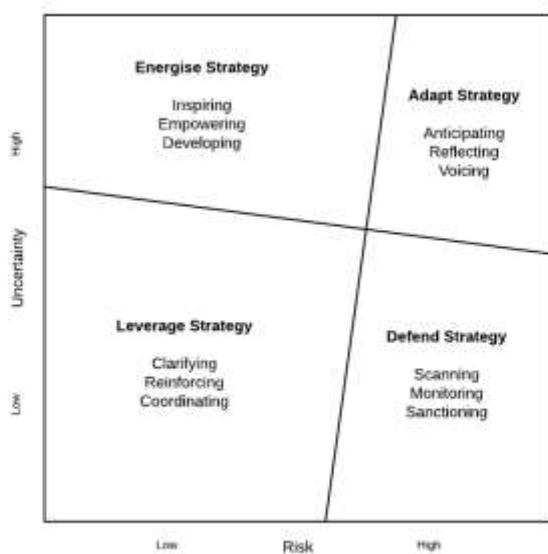 Energise Strategy
Inspiring
Empowering
Developing
Adapt Strategy
Anticipating
Reflecting
Voicing
High
Uncertainty
Low
Leverage Strategy
Clarifying
Reinforcing
Coordinating
Defend Strategy
Scanning
Monitoring
Sanctioning
Low
Risk
High